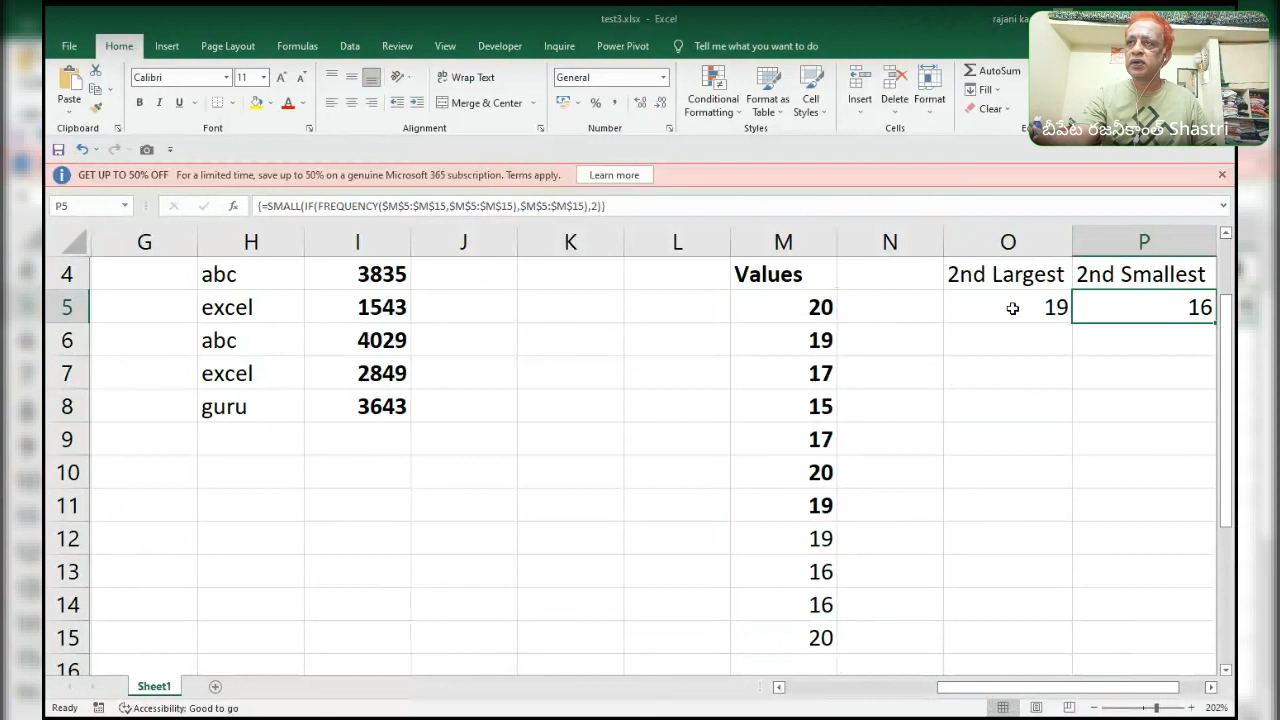 test3.xlsx - Excel
rajani ka
File Home Insert Page Layout Formulas Data Review View Developer Inquire Power Pivot Tell me what you want to do
Paste
Calibri 11
B I U
Wrap Text
Merge & Center
General
Conditional Formatting
Format as Table
Cell Styles
Insert Delete Format
AutoSum
Fill
Clear
Clipboard Font Alignment Number Styles Cells
బీపేట రజనీకాంత్ Shastri
GET UP TO 50% OFF For a limited time, save up to 50% on a genuine Microsoft 365 subscription. Terms apply. Learn more
P5 fx {=SMALL(IF(FREQUENCY($M$5:$M$15,$M$5:$M$15),$M$5:$M$15),2)}
G H I J K L M N O P
4 abc 3835 Values 2nd Largest 2nd Smallest
5 excel 1543 20 19 16
6 abc 4029 19
7 excel 2849 17
8 guru 3643 15
9 17
10 20
11 19
12 19
13 16
14 16
15 20
16
Sheet1
Ready Accessibility: Good to go 202%